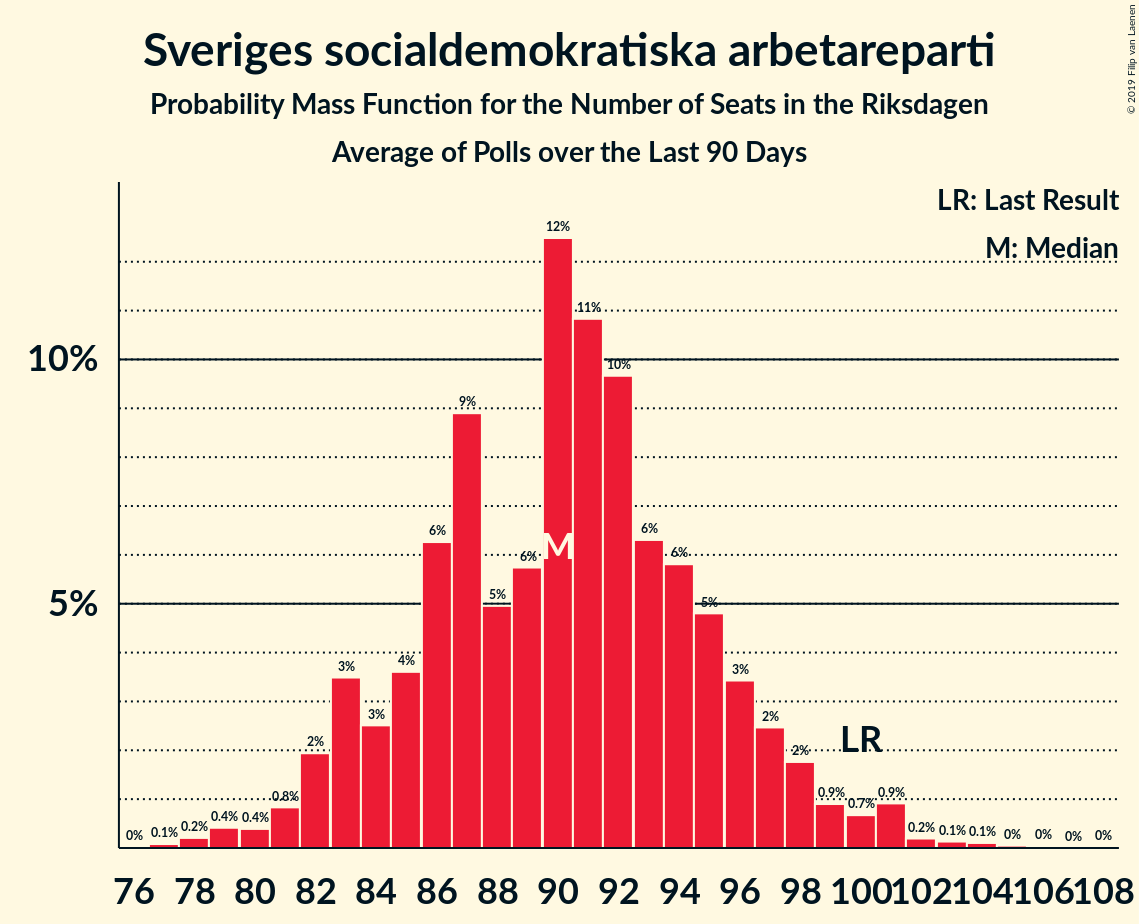 Sveriges socialdemokratiska arbetareparti
Probability Mass Function for the Number of Seats in the Riksdagen
Average of Polls over the Last 90 Days
© 2019 Filip van Laenen
LR: Last Result
M: Median
10%
5%
0% 0.1% 0.2% 0.4% 0.4% 0.8% 2% 3% 3% 4% 6% 9% 5% 6% 12% 11% 10% 6% 6% 5% 3% 2% 2% 0.9% 0.7% 0.9% 0.2% 0.1% 0.1% 0% 0% 0% 0%
M
LR
76 78 80 82 84 86 88 90 92 94 96 98 100 102 104 106 108